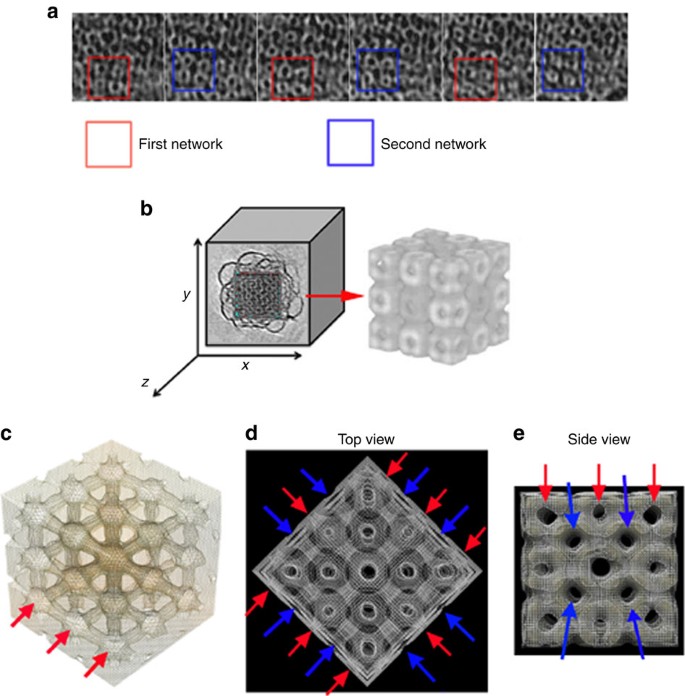 a
First network
Second network
b
y
x
z
c
d
Top view
e
Side view